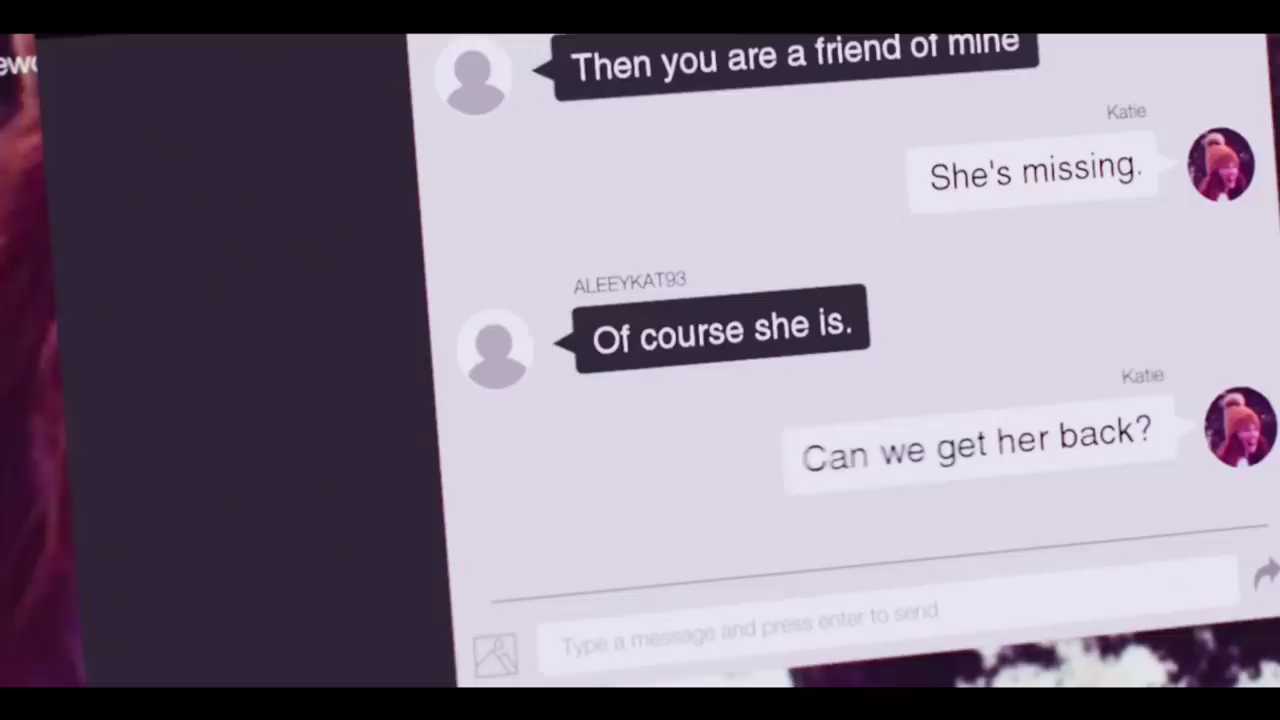 Then you are a friend of mine
Katie
She's missing.
ALEEYKAT93
Of course she is.
Katie
Can we get her back?
Type a message and press enter to send